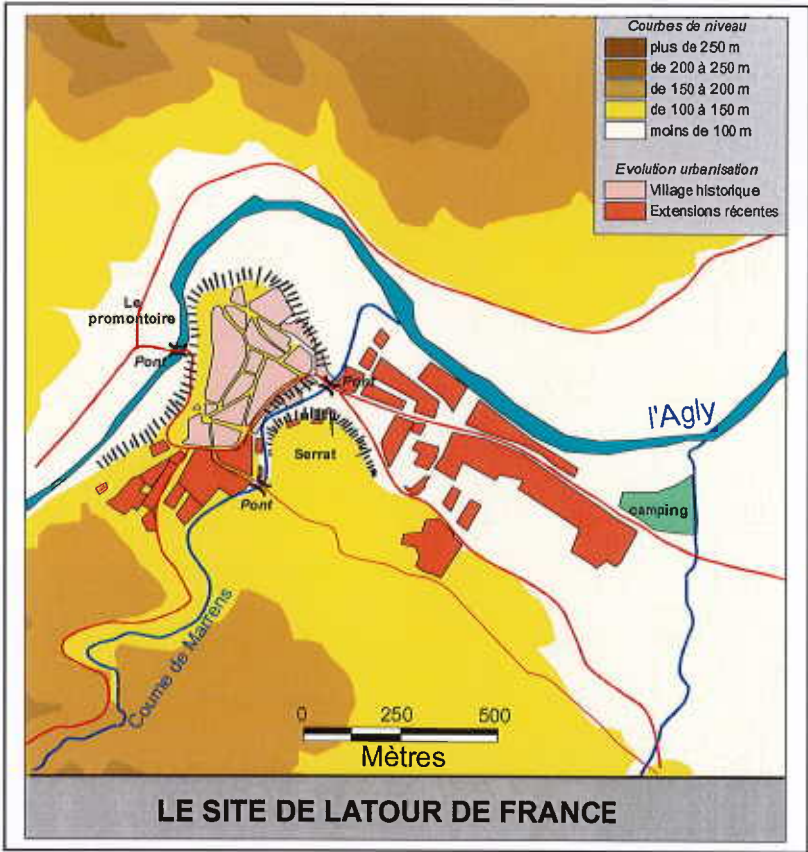 Courbes de niveau
plus de 250 m
de 200 à 250 m
de 150 à 200 m
de 100 à 150 m
moins de 100 m
Evolution urbanisation
Village historique
Extensions récentes
Le
promontoire
Pont
Pont
l'Agly
Serrat
Pont
camping
Coume de Marrens
0 250 500
Mètres
LE SITE DE LATOUR DE FRANCE